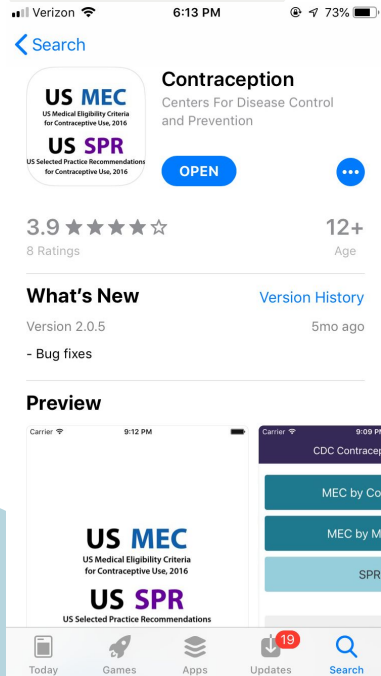 Verizon 6:13 PM 73%
Search
US MEC
US Medical Eligibility Criteria
for Contraceptive Use, 2016
US SPR
US Selected Practice Recommendations
for Contraceptive Use, 2016
Contraception
Centers For Disease Control
and Prevention
OPEN
3.9
8 Ratings
12+
Age
What's New
Version History
Version 2.0.5
5mo ago
- Bug fixes
Preview
Carrier 9:12 PM
US MEC
US Medical Eligibility Criteria
for Contraceptive Use, 2016
US SPR
US Selected Practice Recommendations
Carrier 9:09 PM
CDC Contracep
MEC by Co
MEC by M
SPR
19
Today
Games
Apps
Updates
Search